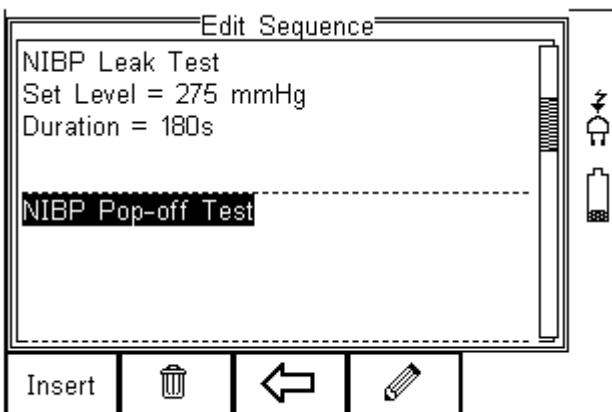 Edit Sequence
NIBP Leak Test
Set Level = 275 mmHg
Duration = 180s
NIBP Pop-off Test
Insert